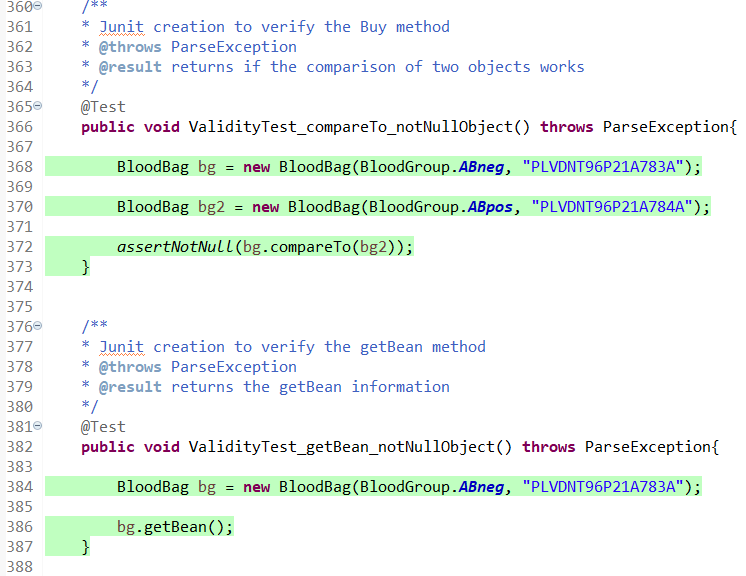 360 /**
361 * Junit creation to verify the Buy method
362 * @throws ParseException
363 * @result returns if the comparison of two objects works
364 */
365 @Test
366 public void ValidityTest_compareTo_notNullObject() throws ParseException{
367
368 BloodBag bg = new BloodBag(BloodGroup.ABneg, "PLVDNT96P21A783A");
369
370 BloodBag bg2 = new BloodBag(BloodGroup.ABpos, "PLVDNT96P21A784A");
371
372 assertNotNull(bg.compareTo(bg2));
373 }
374
375
376 /**
377 * Junit creation to verify the getBean method
378 * @throws ParseException
379 * @result returns the getBean information
380 */
381 @Test
382 public void ValidityTest_getBean_notNullObject() throws ParseException{
383
384 BloodBag bg = new BloodBag(BloodGroup.ABneg, "PLVDNT96P21A783A");
385
386 bg.getBean();
387 }
388